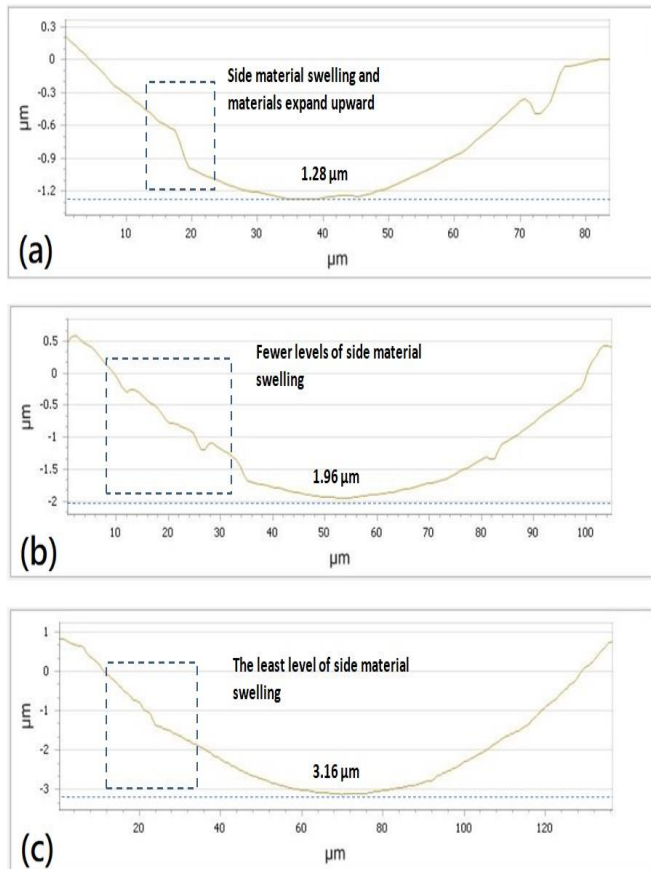 0.3
0
-0.3
-0.6
-0.9
-1.2
µm
Side material swelling and
materials expand upward
1.28 µm
10 20 30 40 50 60 70 80
µm
(a)
0.5
0
-0.5
-1
-1.5
-2
µm
Fewer levels of side material
swelling
1.96 µm
10 20 30 40 50 60 70 80 90 100
µm
(b)
1
0
-1
-2
-3
µm
The least level of side material
swelling
3.16 µm
20 40 60 80 100 120
µm
(c)